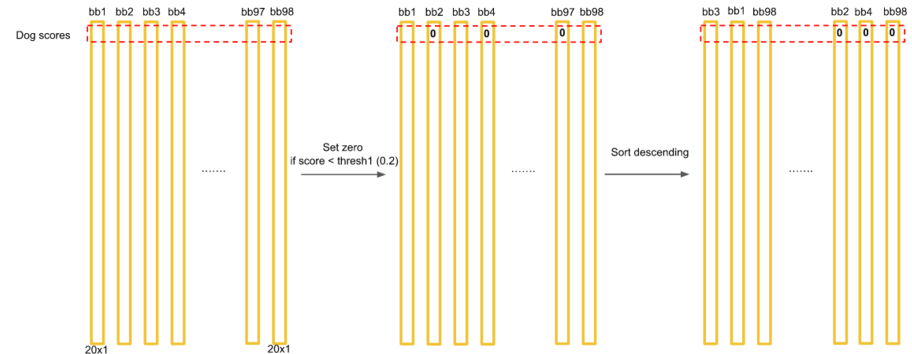 bb1 bb2 bb3 bb4 bb97 bb98
Dog scores
.......
20x1 20x1
Set zero
if score < thresh1 (0.2)
bb1 bb2 bb3 bb4 bb97 bb98
0 0 0
.......
Sort descending
bb3 bb1 bb98 bb2 bb4 bb98
0 0 0
.......